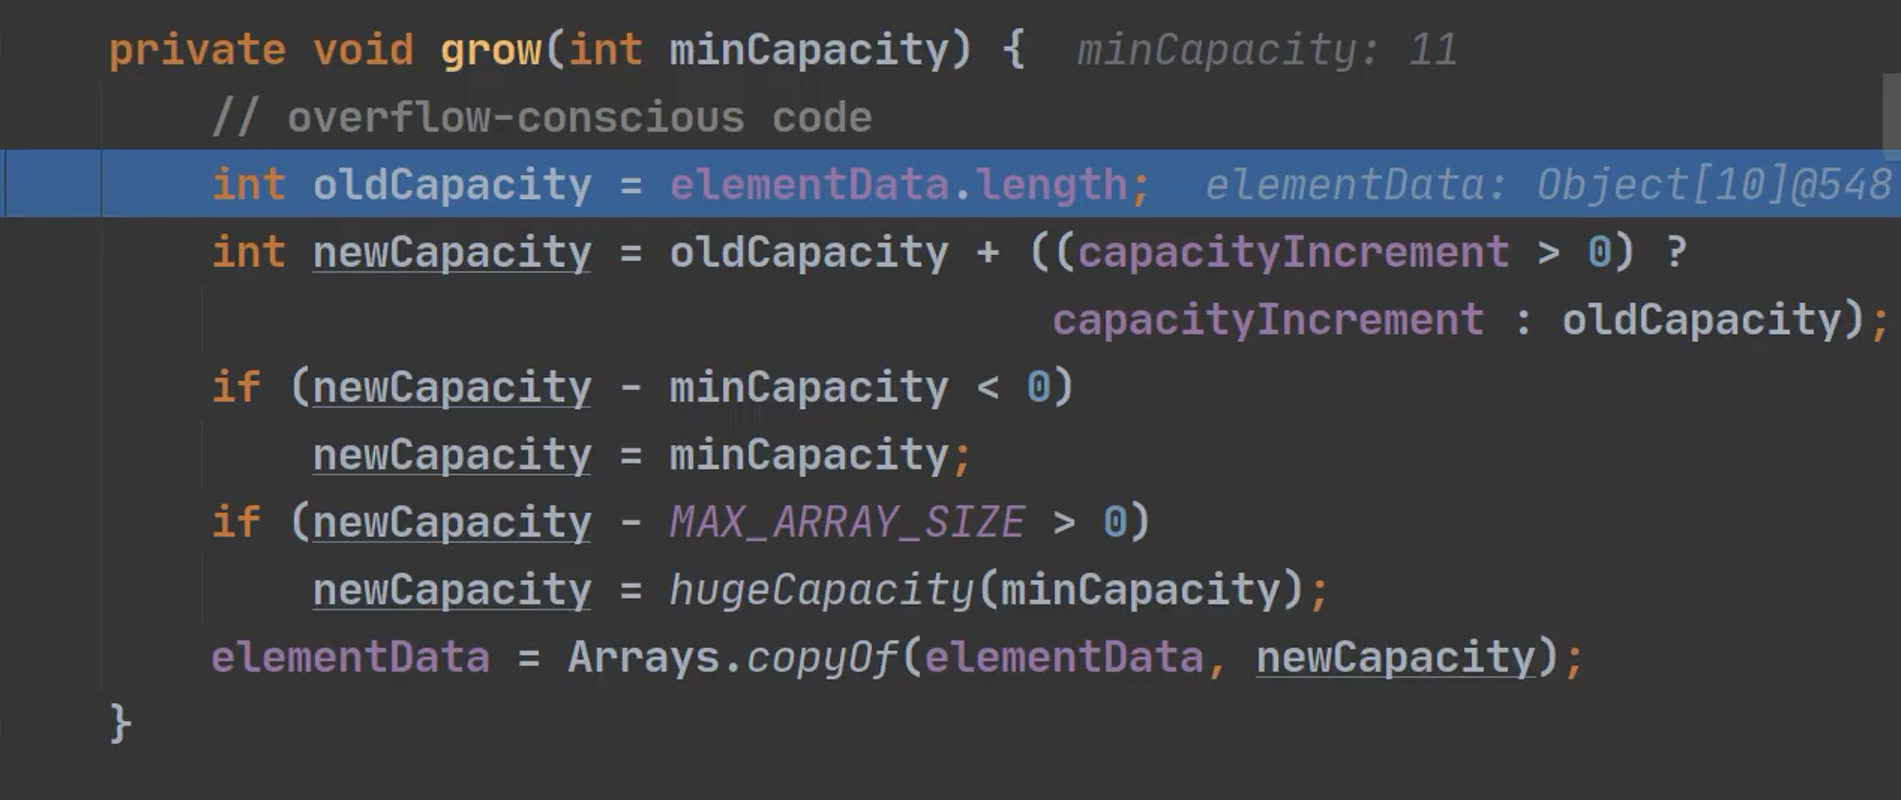 private void grow(int minCapacity) {  minCapacity: 11
// overflow-conscious code
int oldCapacity = elementData.length;  elementData: Object[10]@548
int newCapacity = oldCapacity + ((capacityIncrement > 0) ?
capacityIncrement : oldCapacity);
if (newCapacity - minCapacity < 0)
newCapacity = minCapacity;
if (newCapacity - MAX_ARRAY_SIZE > 0)
newCapacity = hugeCapacity(minCapacity);
elementData = Arrays.copyOf(elementData, newCapacity);
}